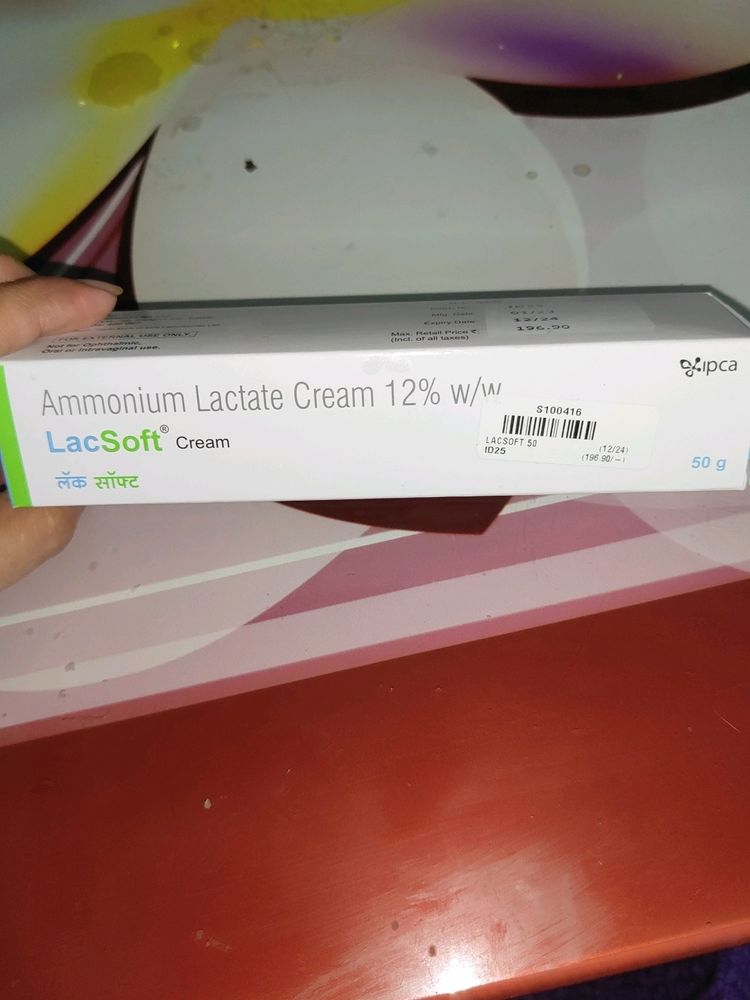 [FOR EXTERNAL USE ONLY.]
Not for Ophthalmic,
Oral or Intravaginal use.
Mfg. Date
01/23
Expiry Date
12/24
Max. Retail Price ₹
196.90
(Incl. of all taxes)
ipca
Ammonium Lactate Cream 12% w/w
LacSoft® Cream
लॅक सॉफ्ट
S100416
LACSOFT 50
(12/24)
ID25
(196.90/-)
50 g